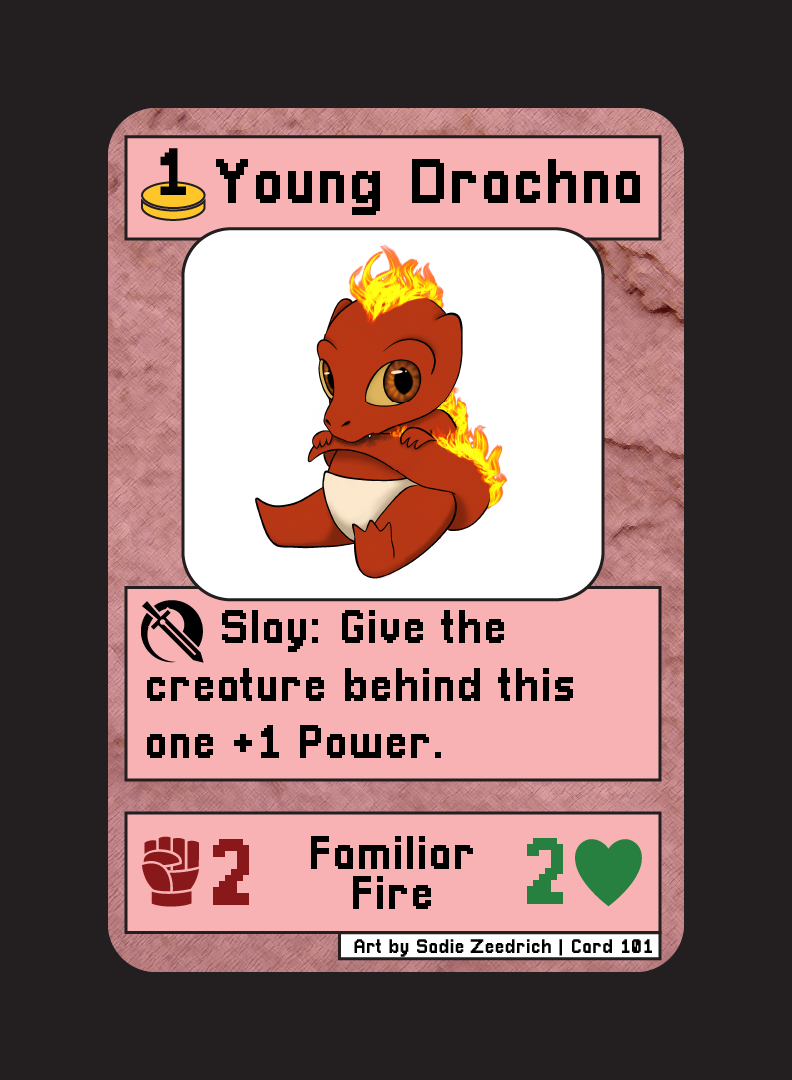 1 Young Drachna
Slay: Give the
creature behind this
one +1 Power.
2 Familiar 2
Fire
Art by Sadie Zeedrich | Card 101